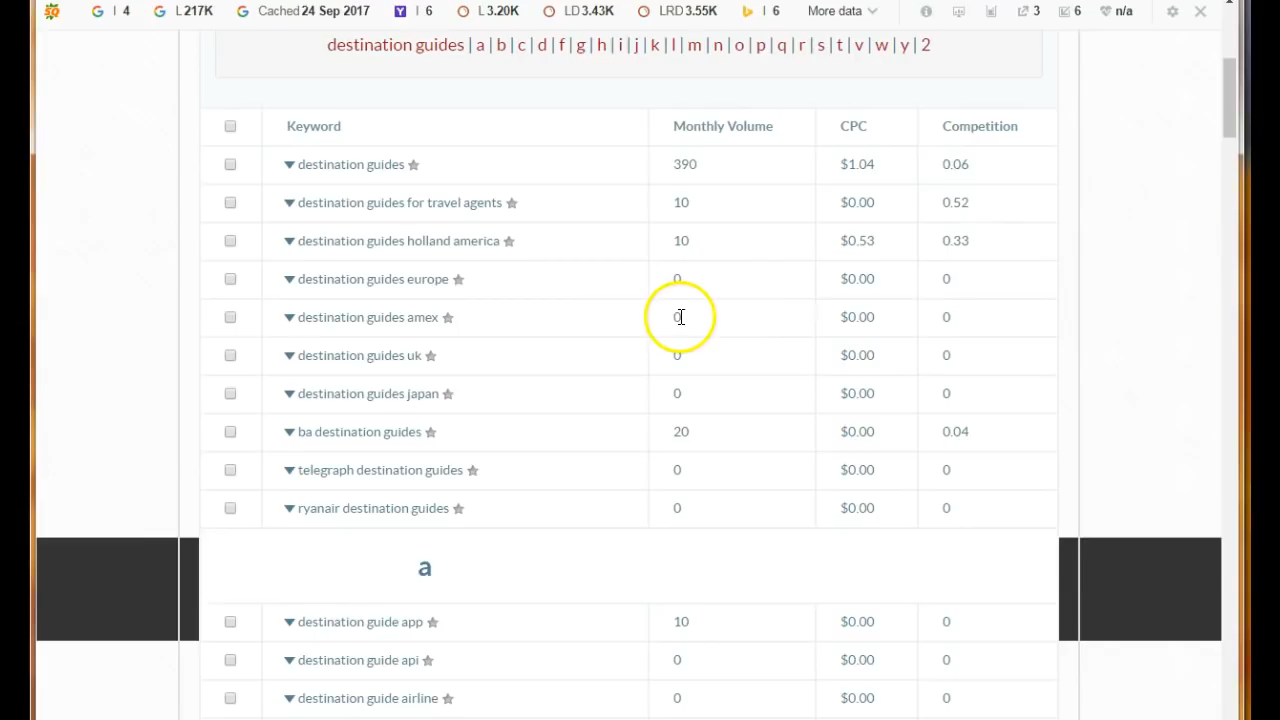 I 4 L 217K Cached 24 Sep 2017 I 6 L 3.20K LD 3.43K LRD 3.55K I 6 More data 3 6 n/a
destination guides | a | b | c | d | f | g | h | i | j | k | l | m | n | o | p | q | r | s | t | v | w | y | 2
Keyword Monthly Volume CPC Competition
destination guides 390 $1.04 0.06
destination guides for travel agents 10 $0.00 0.52
destination guides holland america 10 $0.53 0.33
destination guides europe 0 $0.00 0
destination guides amex 0 $0.00 0
destination guides uk 0 $0.00 0
destination guides japan 0 $0.00 0
ba destination guides 20 $0.00 0.04
telegraph destination guides 0 $0.00 0
ryanair destination guides 0 $0.00 0
a
destination guide app 10 $0.00 0
destination guide api 0 $0.00 0
destination guide airline 0 $0.00 0